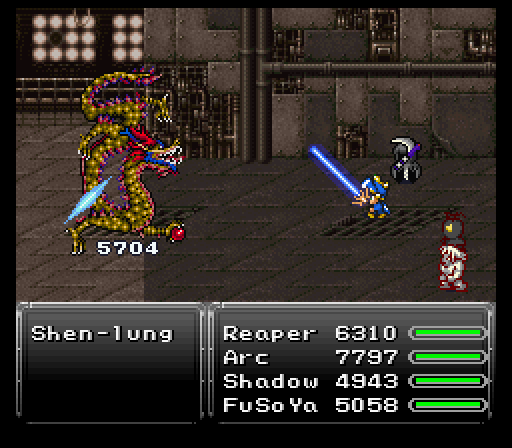 5704
Shen-lung
Reaper 6310
Arc 7797
Shadow 4943
FuSoYa 5058